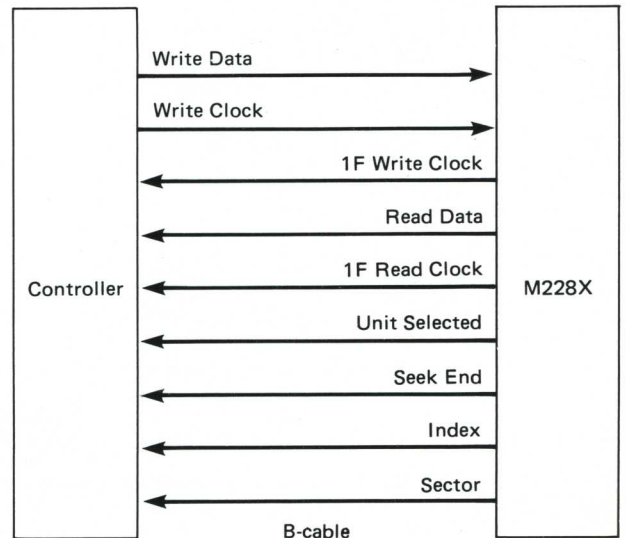 Write Data
Write Clock
1F Write Clock
Read Data
1F Read Clock
Controller
M228X
Unit Selected
Seek End
Index
Sector
B-cable